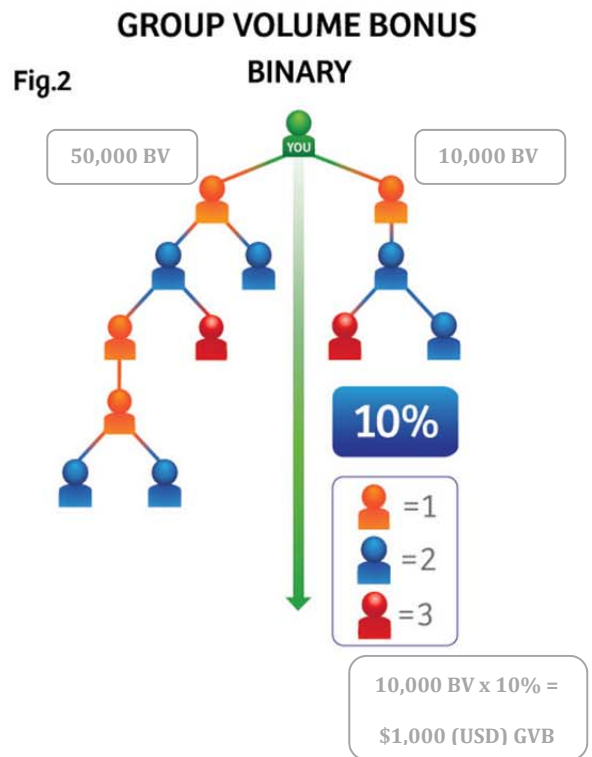 GROUP VOLUME BONUS
BINARY
Fig.2
50,000 BV
YOU
10,000 BV
10%
=1
=2
=3
10,000 BV x 10% =
$1,000 (USD) GVB